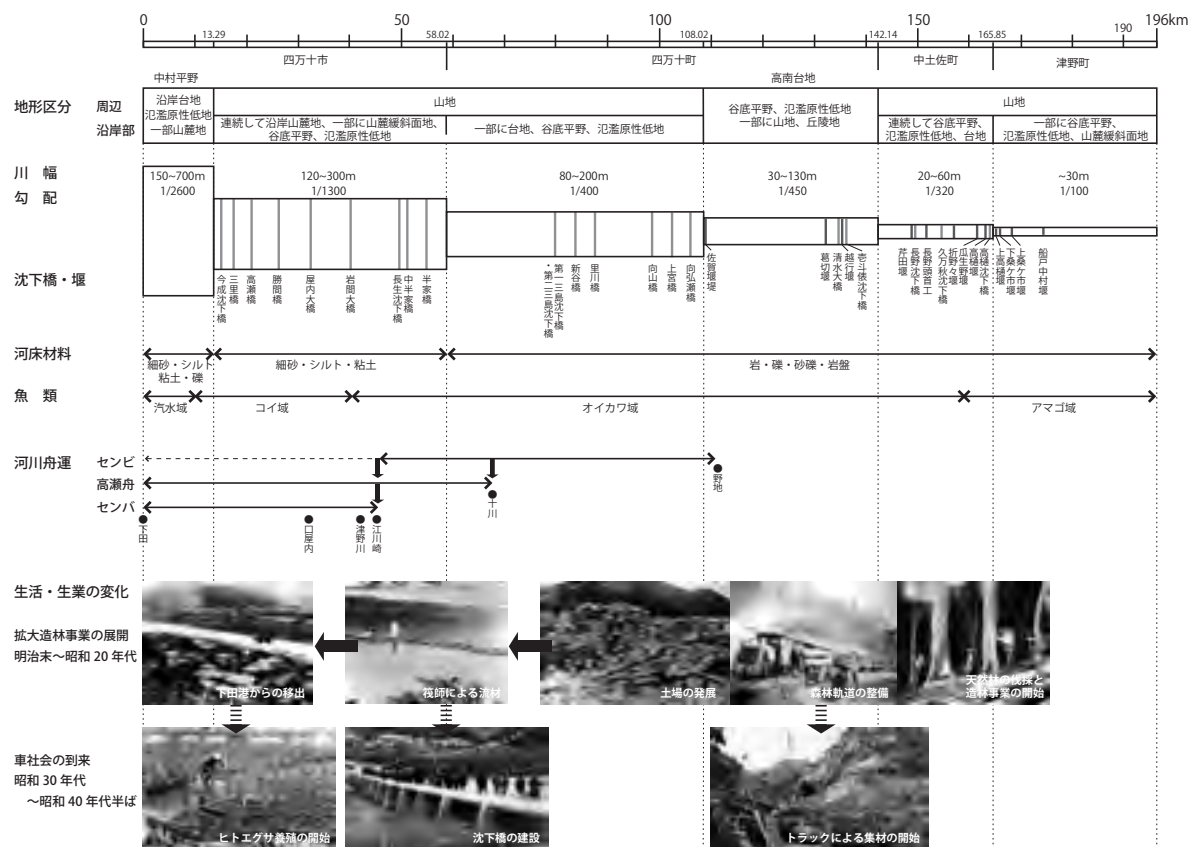 0
50
100
150
196km
13.29
58.02
108.02
142.14
165.85
190
四万十市
四万十町
中土佐町
津野町
中村平野
高南台地
地形区分
周辺
沿岸部
沿岸台地
氾濫原性低地
一部山麓地
山地
連続して沿岸山麓地、一部に山麓緩斜面地、
谷底平野、氾濫原性低地
一部に台地、谷底平野、氾濫原性低地
谷底平野、氾濫原性低地
一部に山地、丘陵地
山地
連続して谷底平野、
氾濫原性低地、台地
一部に谷底平野、
氾濫原性低地、山麓緩斜面地
川 幅
勾 配
150~700m
1/2600
120~300m
1/1300
80~200m
1/400
30~130m
1/450
20~60m
1/320
~30m
1/100
沈下橋・堰
今成沈下橋
三里橋
高瀬橋
勝間橋
屋内大橋
岩間大橋
長生沈下橋
中半家橋
半家橋
第一三島沈下橋
・第二三島沈下橋
新谷橋
里川橋
向山橋
上宮橋
向弘瀬橋
佐賀堰堤
葛切堰
清水大橋
越行堰
壱斗俵沈下橋
芹田堰
長野沈下橋
長野頭首工
久万秋沈下橋
折野々堰
瓜生野堰
高樋堰
高樋沈下橋
上高樋堰
下桑ケ市堰
上桑ケ市堰
船戸中村堰
河床材料
細砂・シルト
粘土・礫
細砂・シルト・粘土
岩・礫・砂礫・岩盤
魚 類
汽水域
コイ域
オイカワ域
アマゴ域
河川舟運
センビ
高瀬舟
センバ
下田
口屋内
津野川
江川崎
十川
野地
生活・生業の変化
拡大造林事業の展開
明治末～昭和 20 年代
下田港からの移出
筏師による流材
土場の発展
森林軌道の整備
天然林の伐採と
造林事業の開始
車社会の到来
昭和 30 年代
～昭和 40 年代半ば
ヒトエグサ養殖の開始
沈下橋の建設
トラックによる集材の開始